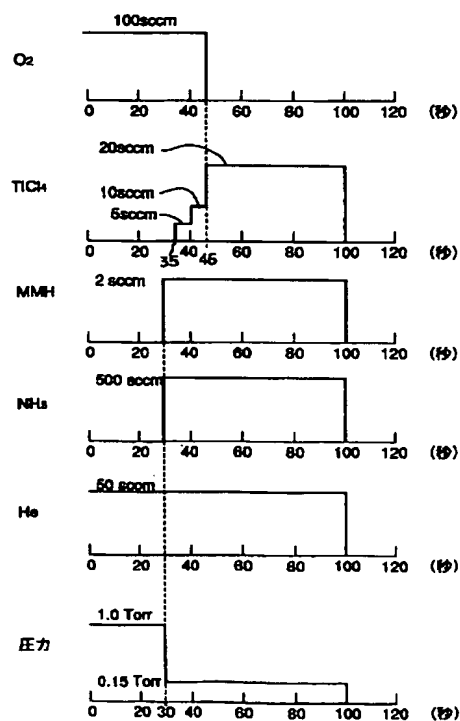 100sccm
O2
0 20 40 60 80 100 120 (秒)
20sccm
10sccm
5sccm
TiCl4
35 45
0 20 40 60 80 100 120 (秒)
2 sccm
MMH
0 20 40 60 80 100 120 (秒)
500 sccm
NH3
0 20 40 60 80 100 120 (秒)
50 sccm
He
0 20 40 60 80 100 120 (秒)
1.0 Torr
圧力
0.15 Torr
0 20 30 40 60 80 100 120 (秒)